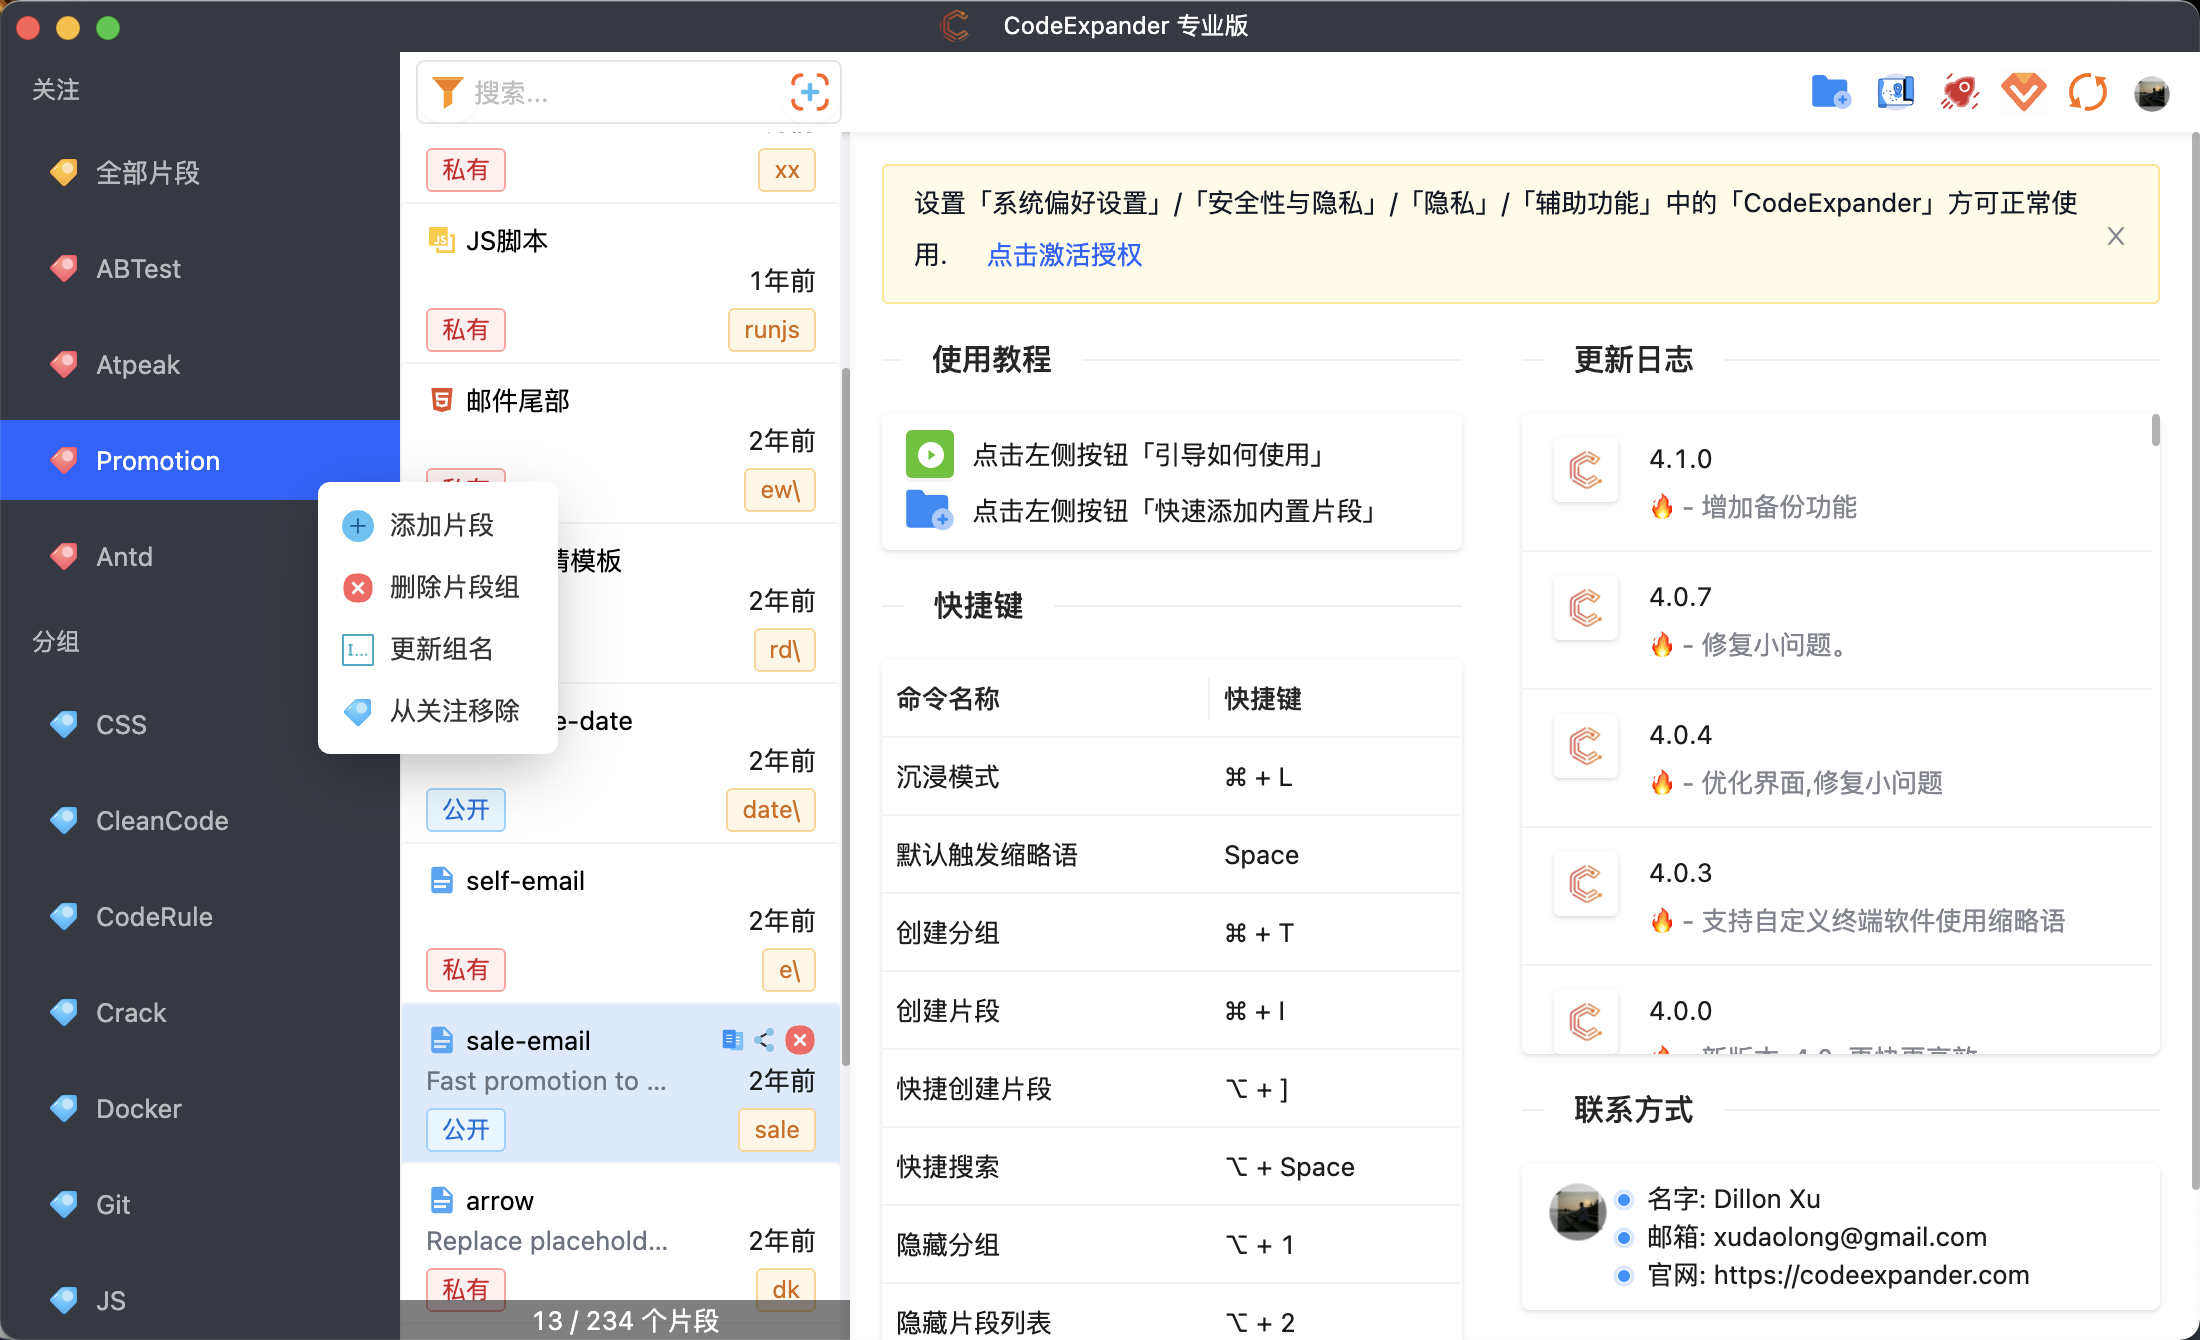 CodeExpander 专业版
关注
全部片段
ABTest
Atpeak
Promotion
Antd
分组
CSS
CleanCode
CodeRule
Crack
Docker
Git
JS
添加片段
删除片段组
更新组名
从关注移除
搜索...
私有
xx
JS脚本
1年前
私有
runjs
邮件尾部
2年前
ew\
情模板
2年前
rd\
e-date
2年前
公开
date\
self-email
2年前
私有
e\
sale-email
Fast promotion to ...
2年前
公开
sale
arrow
Replace placehold...
2年前
私有
dk
13 / 234 个片段
设置「系统偏好设置」/「安全性与隐私」/「隐私」/「辅助功能」中的「CodeExpander」方可正常使
用. 点击激活授权
使用教程
点击左侧按钮「引导如何使用」
点击左侧按钮「快速添加内置片段」
快捷键
命令名称 快捷键
沉浸模式 ⌘ + L
默认触发缩略语 Space
创建分组 ⌘ + T
创建片段 ⌘ + I
快捷创建片段 ⌥ + ]
快捷搜索 ⌥ + Space
隐藏分组 ⌥ + 1
隐藏片段列表 ⌥ + 2
更新日志
4.1.0
🔥 - 增加备份功能
4.0.7
🔥 - 修复小问题。
4.0.4
🔥 - 优化界面,修复小问题
4.0.3
🔥 - 支持自定义终端软件使用缩略语
4.0.0
🔥 - 新版本 4.0 更快更高效
联系方式
名字: Dillon Xu
邮箱: xudaolong@gmail.com
官网: https://codeexpander.com